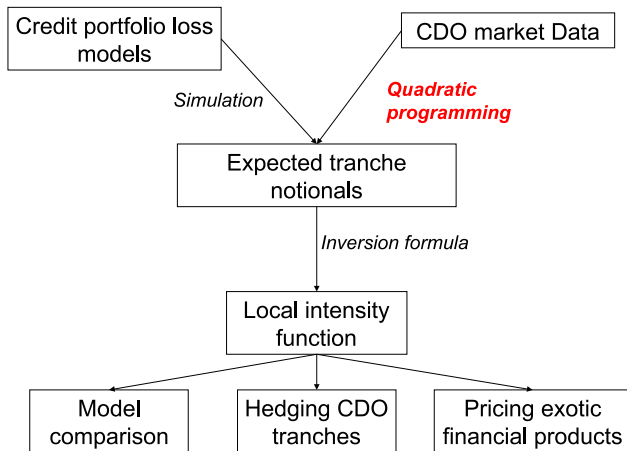 Credit portfolio loss
models
CDO market Data
Simulation
Quadratic
programming
Expected tranche
notionals
Inversion formula
Local intensity
function
Model
comparison
Hedging CDO
tranches
Pricing exotic
financial products